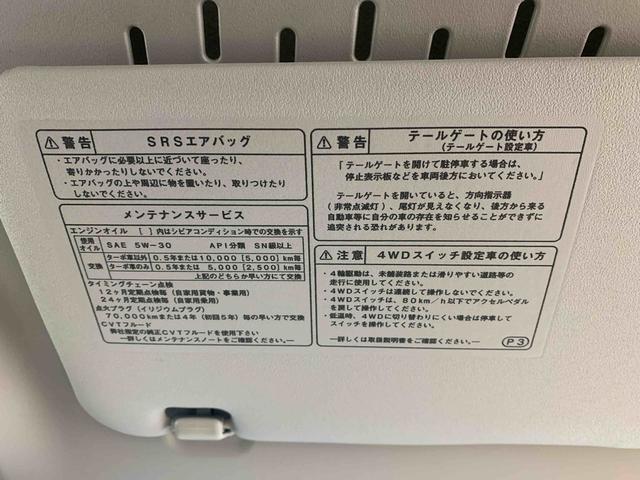 警告 SRSエアバッグ
・エアバッグに必要以上に近づいて座ったり、
寄りかかったりしないでください。
・エアバッグの上や周辺に物を置いたり、取りつけたり
しないでください。
メンテナンスサービス
エンジンオイル [ ]内はシビアコンディション時での交換を示す
使用オイル SAE 5W-30 API分類 SN級以上
交換 ターボ車以外 0.5年または 10,000 [5,000] km毎
ターボ車のみ 0.5年または 5,000 [2,500] km毎
上記のどちらか早い方で交換
タイミングチェーン点検
12ヶ月定期点検毎（自家用貨物・事業用）
24ヶ月定期点検毎（自家用乗用）
点火プラグ（イリジウムプラグ）
70,000kmまたは4年（初回5年）毎の早い方で交換
CVTフルード
弊社指定の純正CVTフルードを使用下さい
―詳しくはメンテナンスノートをご確認ください。―
警告 テールゲートの使い方
（テールゲート設定車）
「テールゲートを開けて駐停車する場合は、
停止表示板などを車両後方においてください。」
テールゲートを開いていると、方向指示器
（非常点滅灯）、尾灯が見えなくなり、後方から来る
自動車等に自分の車の存在を知らせることができずに
追突される恐れがあります。
注意 4WDスイッチ設定車の使い方
・4輪駆動は、未舗装路または滑りやすい道路等の
走行に使用してください。
・4WDスイッチは連続して操作しないでください。
・4WDスイッチは、80km/h以下でアクセルペダル
を戻して操作してください。
・低温時、4WDに切り替わりにくい場合は停車して
スイッチを操作してください。
―詳しくは取扱説明書をご確認ください。― P3